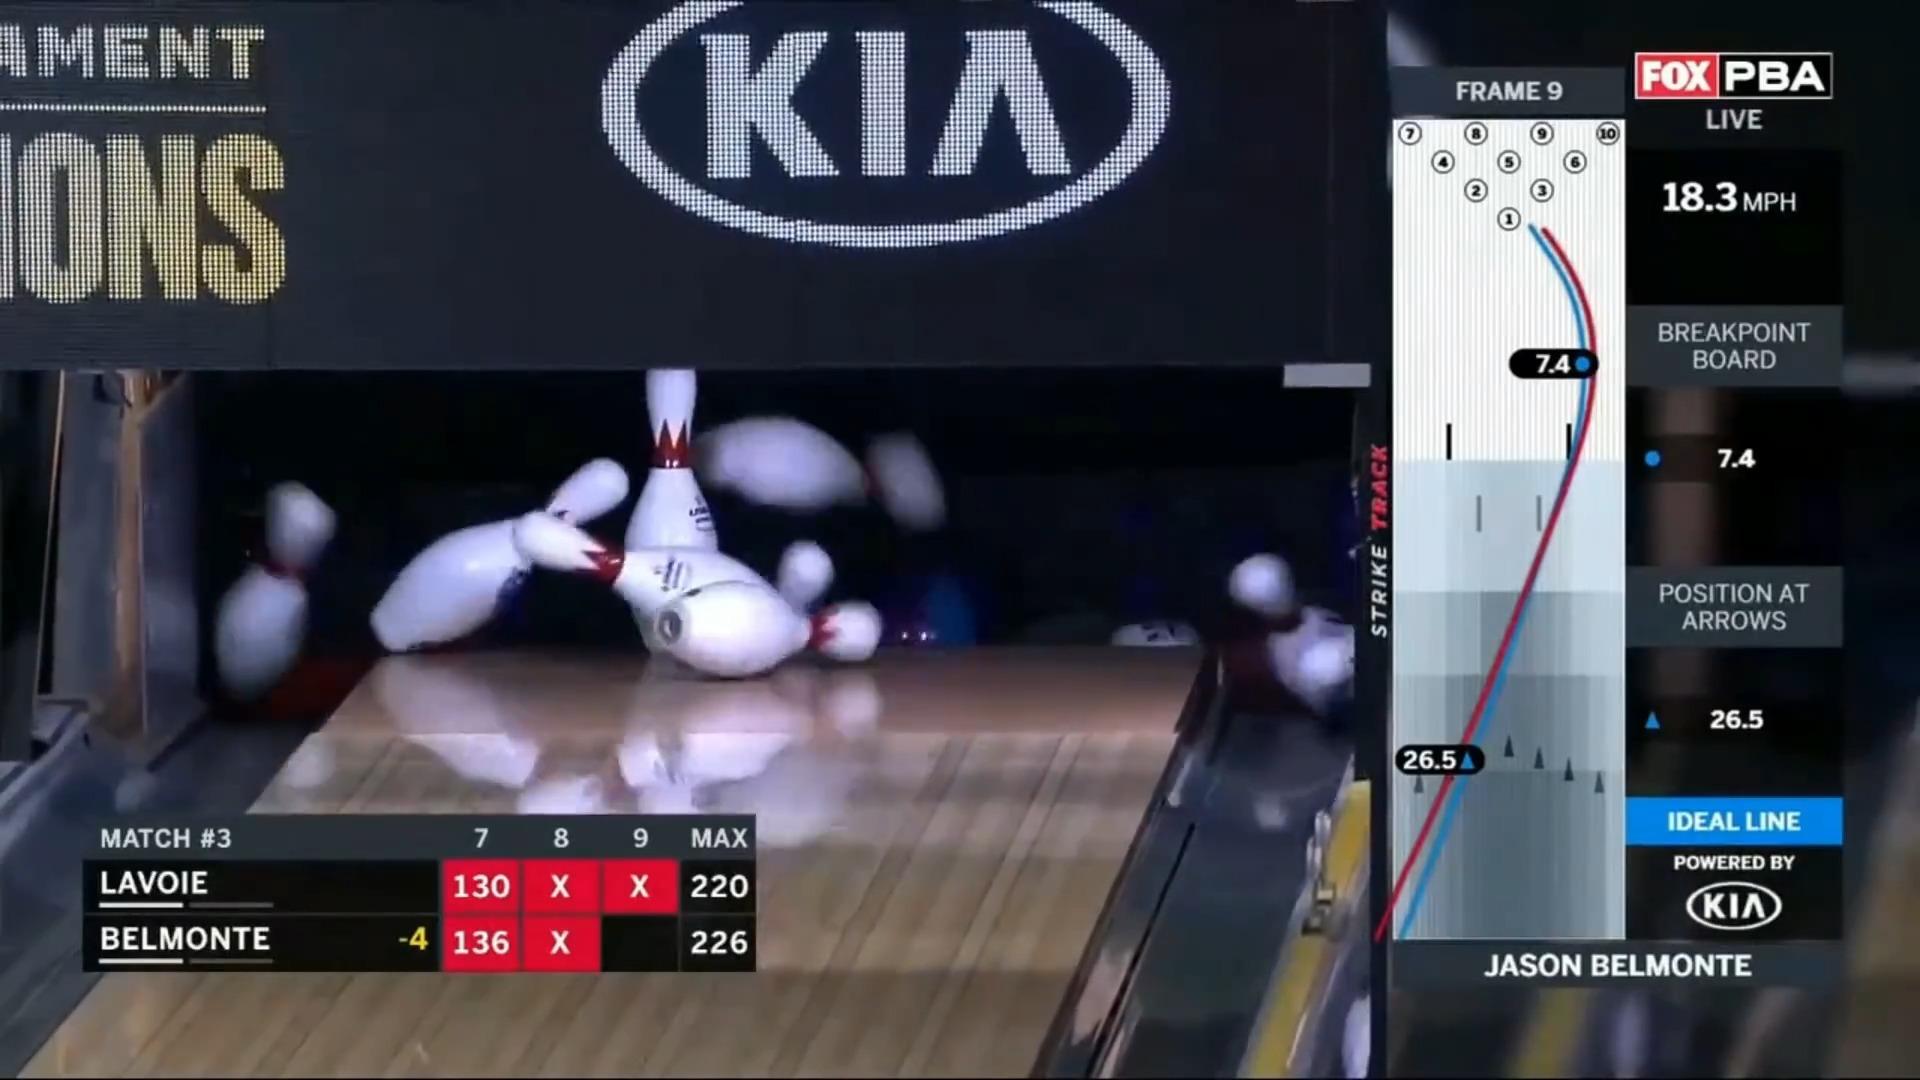 AMENT
IONS
KIA
FRAME 9
7 8 9 10
4 5 6
2 3
1
7.4
26.5
STRIKE TRACK
FOX PBA
LIVE
18.3 MPH
BREAKPOINT
BOARD
7.4
POSITION AT
ARROWS
26.5
IDEAL LINE
POWERED BY
KIA
JASON BELMONTE
MATCH #3 7 8 9 MAX
LAVOIE 130 X X 220
BELMONTE -4 136 X 226